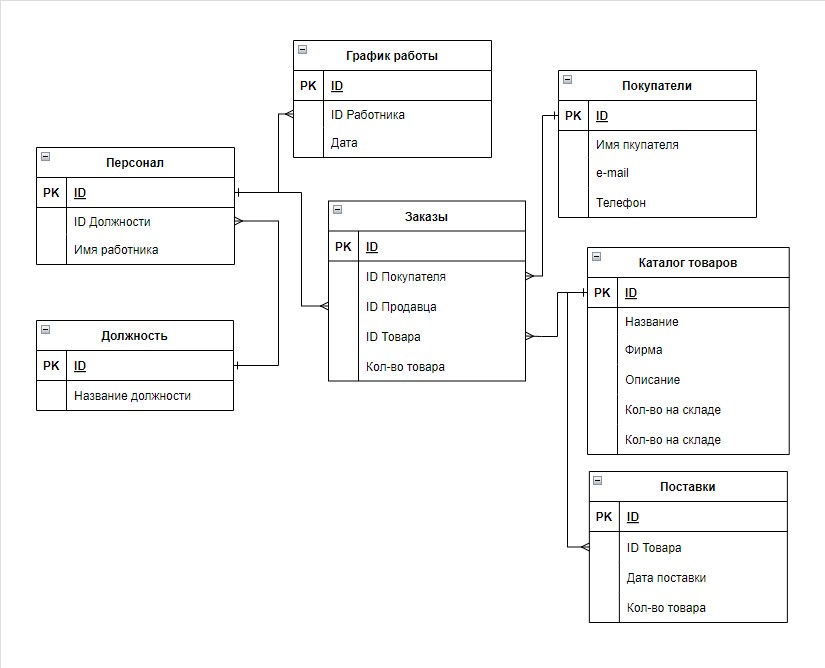 График работы
PK ID
ID Работника
Дата
Покупатели
PK ID
Имя пкупателя
e-mail
Телефон
Персонал
PK ID
ID Должности
Имя работника
Заказы
PK ID
ID Покупателя
ID Продавца
ID Товара
Кол-во товара
Каталог товаров
PK ID
Название
Фирма
Описание
Кол-во на складе
Кол-во на складе
Должность
PK ID
Название должности
Поставки
PK ID
ID Товара
Дата поставки
Кол-во товара